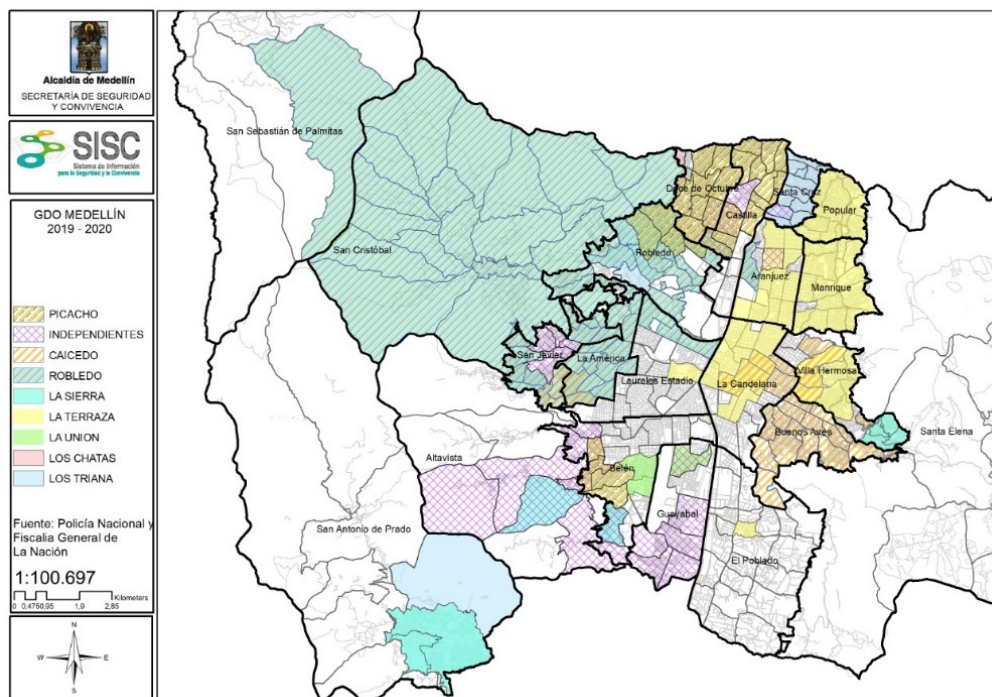 Alcaldía de Medellín
SECRETARÍA DE SEGURIDAD
Y CONVIVENCIA
SISC
Sistema de Información
para la Seguridad y la Convivencia
GDO MEDELLÍN
2019 - 2020
PICACHO
INDEPENDIENTES
CAICEDO
ROBLEDO
LA SIERRA
LA TERRAZA
LA UNION
LOS CHATAS
LOS TRIANA
Fuente: Policía Nacional y
Fiscalia General de
La Nación
1:100.697
Kilometers
0 0,4750,95 1,9 2,85
N
W E
S
San Sebastián de Palmitas
San Cristóbal
Doce de Octubre
Castilla
Santa Cruz
Popular
Robledo
Aranjuez
Manrique
San Javier
La América
Laureles Estadio
La Candelaria
Villa Hermosa
Buenos Aires
Santa Elena
Altavista
Belén
Guayabal
San Antonio de Prado
El Poblado